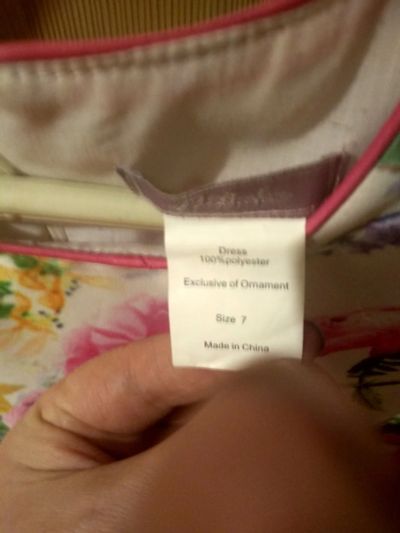 Dress
100%polyester
Exclusive of Ornament
Size 7
Made in China